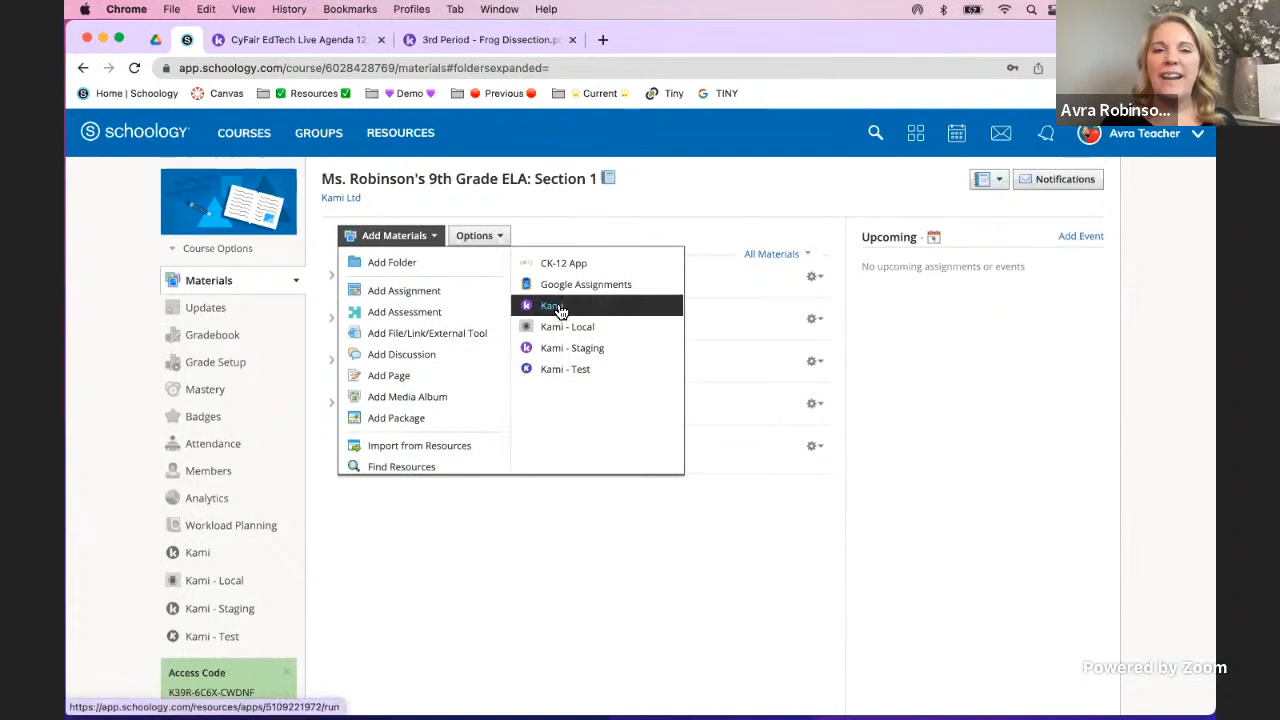 Chrome File Edit View History Bookmarks Profiles Tab Window Help
CyFair EdTech Live Agenda 12. 3rd Period - Frog Dissection.p
app.schoology.com/course/6028428769/materials#foldersexpanded=
Home | Schoology Canvas Resources Demo Previous Current Tiny TINY
Avra Robinso...
schoology COURSES GROUPS RESOURCES Avra Teacher
Ms. Robinson's 9th Grade ELA: Section 1
Notifications
Kami Ltd
Course Options
Materials
Updates
Gradebook
Grade Setup
Mastery
Badges
Attendance
Members
Analytics
Workload Planning
Kami
Kami - Local
Kami - Staging
Kami - Test
Access Code
K39R-6C6X-CWDNF
Add Materials Options
Add Folder
Add Assignment
Add Assessment
Add File/Link/External Tool
Add Discussion
Add Page
Add Media Album
Add Package
Import from Resources
Find Resources
CK-12 App
Google Assignments
Kami
Kami - Local
Kami - Staging
Kami - Test
All Materials
Upcoming Add Event
No upcoming assignments or events
Powered by Zoom
https://app.schoology.com/resources/apps/5109221972/run